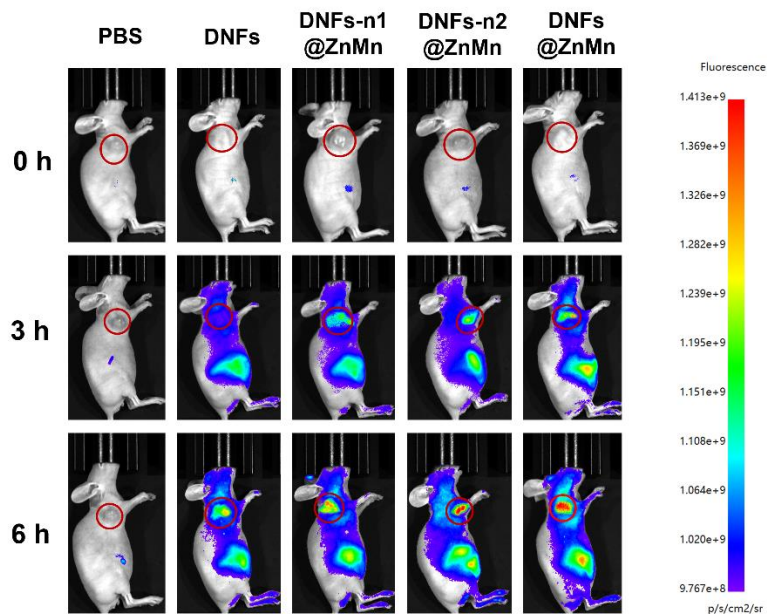 PBS
DNFs
DNFs-n1
@ZnMn
DNFs-n2
@ZnMn
DNFs
@ZnMn
Fluorescence
0 h
3 h
6 h
1.413e+9
1.369e+9
1.326e+9
1.282e+9
1.239e+9
1.195e+9
1.151e+9
1.108e+9
1.064e+9
1.020e+9
9.767e+8
p/s/cm2/sr